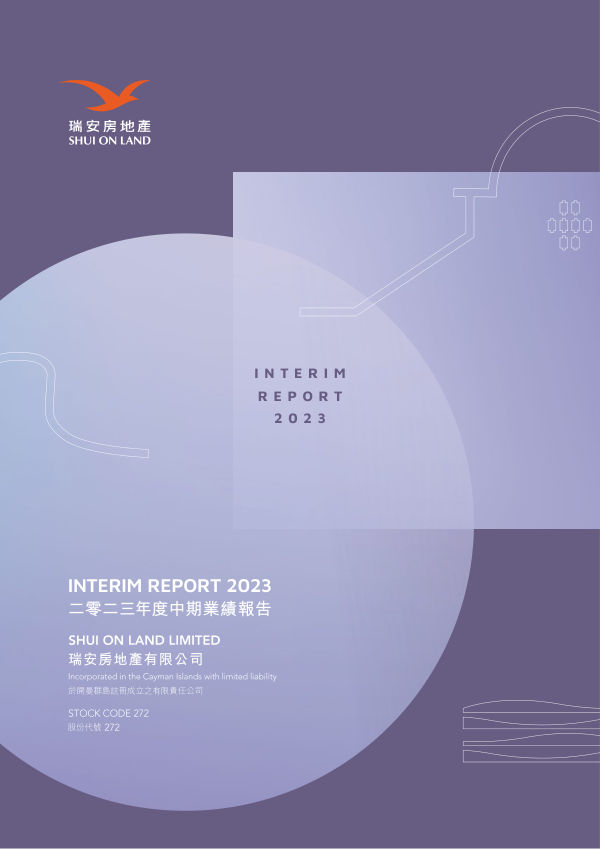 瑞安房地產
SHUI ON LAND
INTERIM
REPORT
2023
INTERIM REPORT 2023
二零二三年度中期業績報告
SHUI ON LAND LIMITED
瑞安房地產有限公司
Incorporated in the Cayman Islands with limited liability
於開曼群島註冊成立之有限責任公司
STOCK CODE 272
股份代號 272